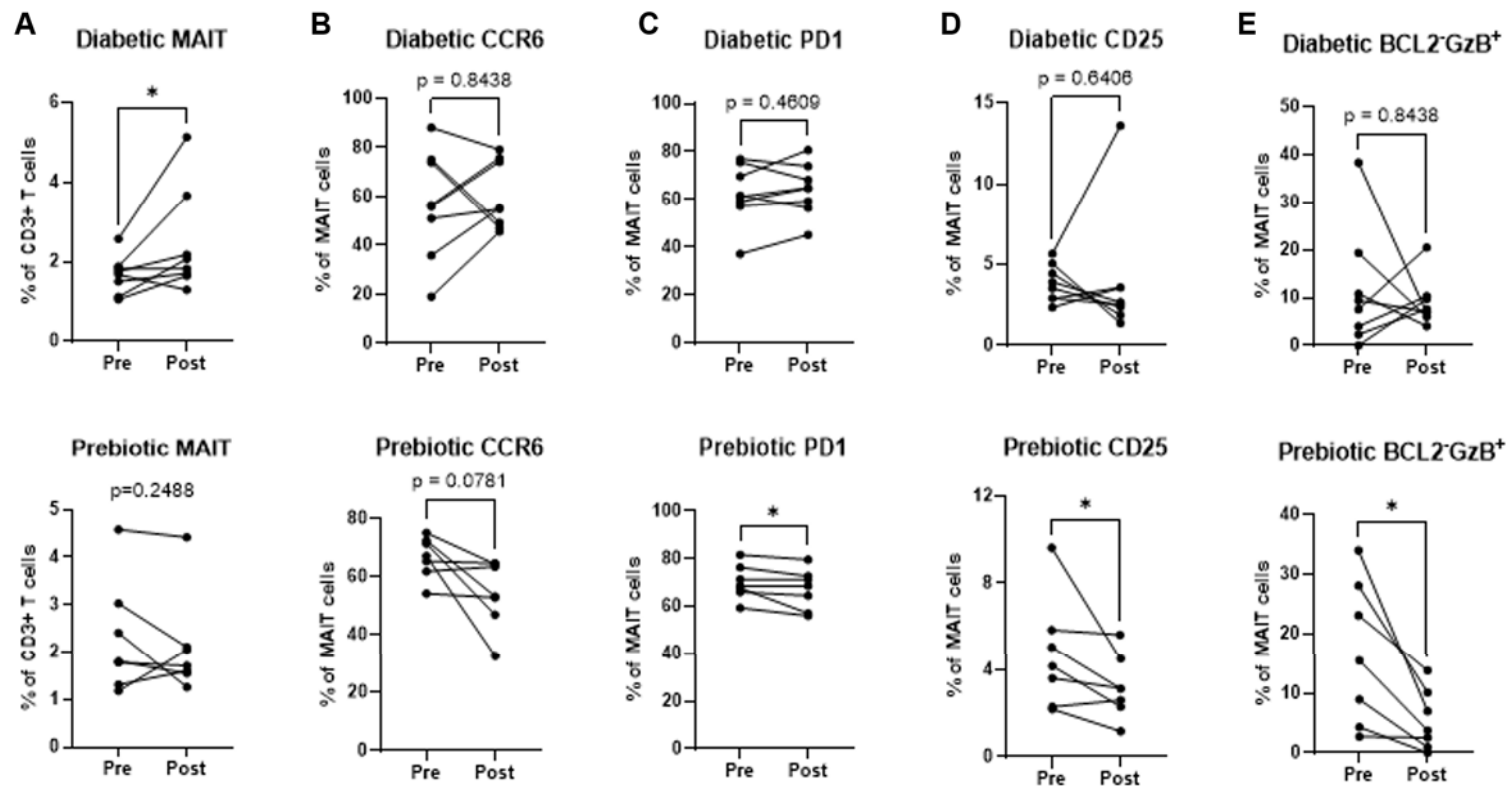 A
Diabetic MAIT
*
% of CD3+ T cells
6
4
2
0
Pre Post
B
Diabetic CCR6
p = 0.8438
% of MAIT cells
100
80
60
40
20
0
Pre Post
C
Diabetic PD1
p = 0.4609
% of MAIT cells
100
80
60
40
20
0
Pre Post
D
Diabetic CD25
p = 0.6406
% of MAIT cells
15
10
5
0
Pre Post
E
Diabetic BCL2⁻GzB⁺
p = 0.8438
% of MAIT cells
50
40
30
20
10
0
Pre Post
Prebiotic MAIT
p=0.2488
% of CD3+ T cells
5
4
3
2
1
0
Pre Post
Prebiotic CCR6
p = 0.0781
% of MAIT cells
80
60
40
20
0
Pre Post
Prebiotic PD1
*
% of MAIT cells
100
80
60
40
20
0
Pre Post
Prebiotic CD25
*
% of MAIT cells
12
8
4
0
Pre Post
Prebiotic BCL2⁻GzB⁺
*
% of MAIT cells
40
30
20
10
0
Pre Post